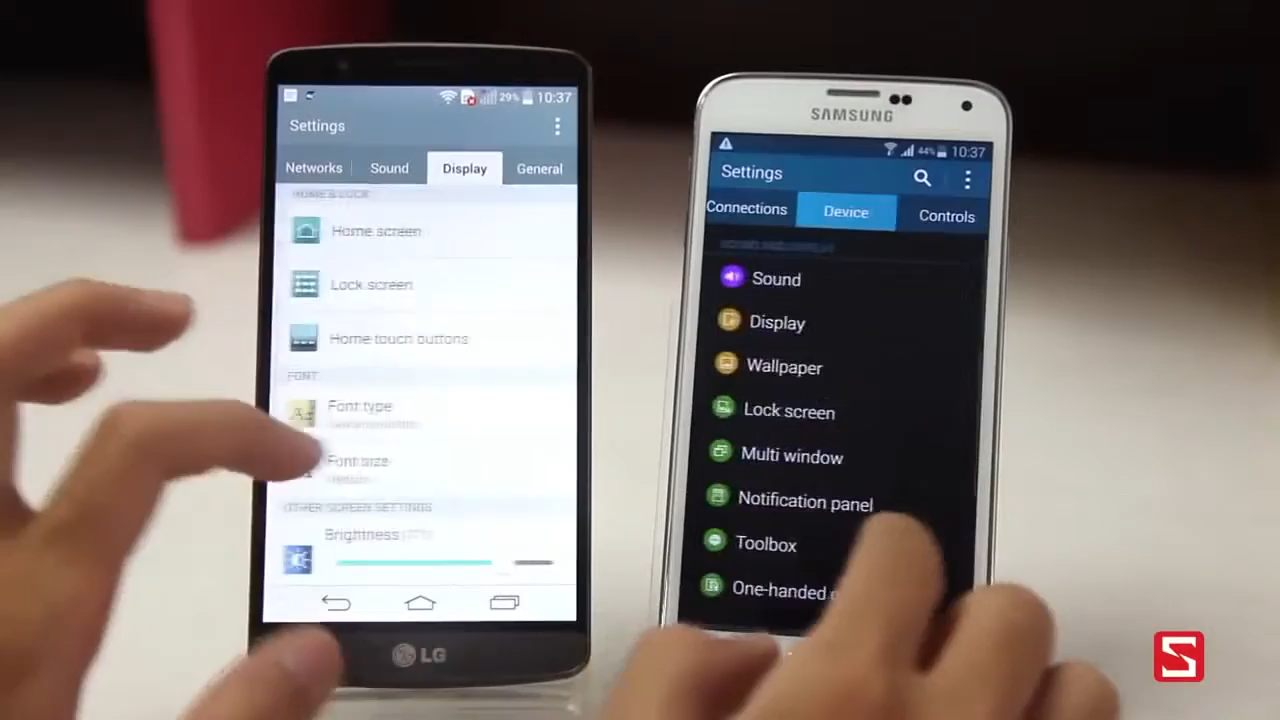 29% 10:37
Settings
Networks Sound Display General
HOME & LOCK
Home screen
Lock screen
Home touch buttons
FONT
Font type
Font size
OTHER SCREEN SETTINGS
Brightness
LG
SAMSUNG
44% 10:37
Settings
Connections Device Controls
Sound
Display
Wallpaper
Lock screen
Multi window
Notification panel
Toolbox
One-handed
S